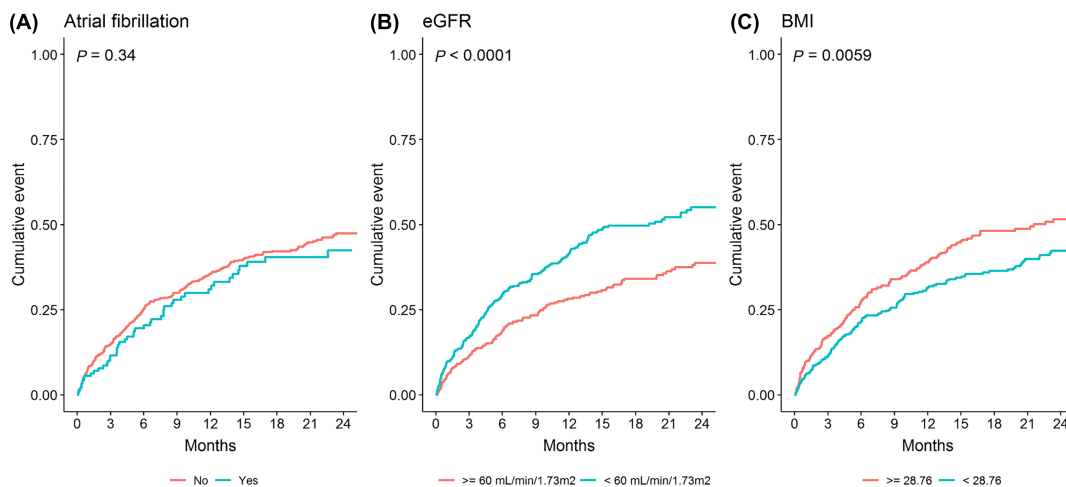 (A) Atrial fibrillation
P = 0.34
1.00
0.75
0.50
0.25
0.00
Cumulative event
0 3 6 9 12 15 18 21 24
Months
No Yes
(B) eGFR
P < 0.0001
1.00
0.75
0.50
0.25
0.00
Cumulative event
0 3 6 9 12 15 18 21 24
Months
>= 60 mL/min/1.73m2 < 60 mL/min/1.73m2
(C) BMI
P = 0.0059
1.00
0.75
0.50
0.25
0.00
Cumulative event
0 3 6 9 12 15 18 21 24
Months
>= 28.76 < 28.76